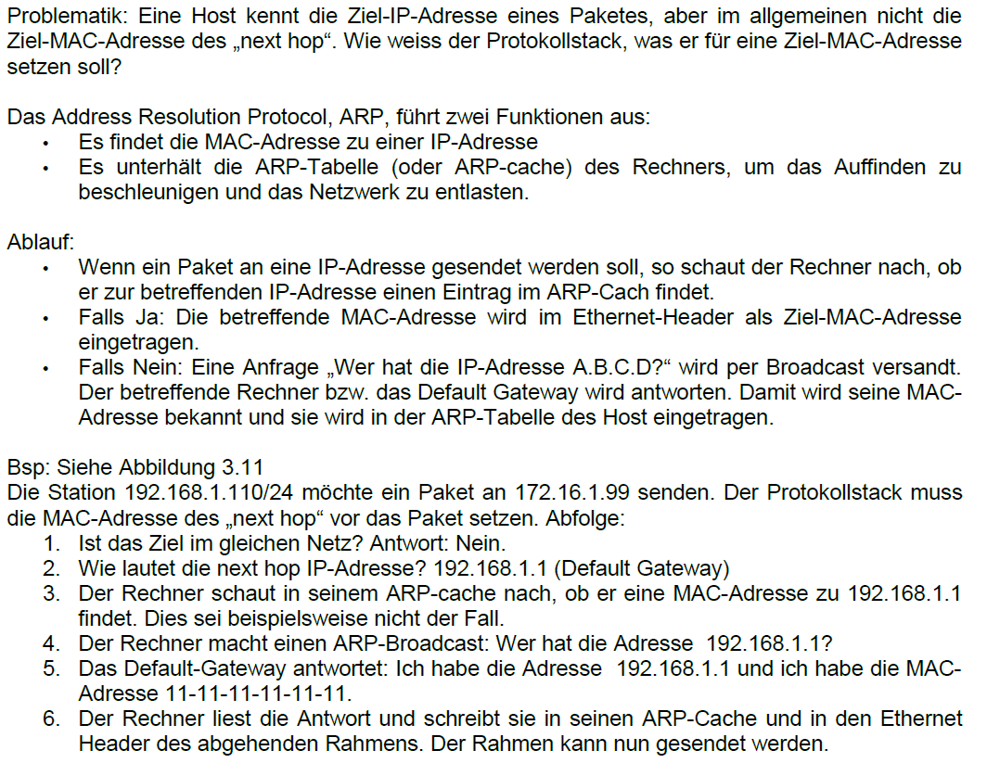 Problematik: Eine Host kennt die Ziel-IP-Adresse eines Paketes, aber im allgemeinen nicht die
Ziel-MAC-Adresse des „next hop“. Wie weiss der Protokollstack, was er für eine Ziel-MAC-Adresse
setzen soll?
Das Address Resolution Protocol, ARP, führt zwei Funktionen aus:
• Es findet die MAC-Adresse zu einer IP-Adresse
• Es unterhält die ARP-Tabelle (oder ARP-cache) des Rechners, um das Auffinden zu
beschleunigen und das Netzwerk zu entlasten.
Ablauf:
• Wenn ein Paket an eine IP-Adresse gesendet werden soll, so schaut der Rechner nach, ob
er zur betreffenden IP-Adresse einen Eintrag im ARP-Cach findet.
• Falls Ja: Die betreffende MAC-Adresse wird im Ethernet-Header als Ziel-MAC-Adresse
eingetragen.
• Falls Nein: Eine Anfrage „Wer hat die IP-Adresse A.B.C.D?“ wird per Broadcast versandt.
Der betreffende Rechner bzw. das Default Gateway wird antworten. Damit wird seine MAC-
Adresse bekannt und sie wird in der ARP-Tabelle des Host eingetragen.
Bsp: Siehe Abbildung 3.11
Die Station 192.168.1.110/24 möchte ein Paket an 172.16.1.99 senden. Der Protokollstack muss
die MAC-Adresse des „next hop“ vor das Paket setzen. Abfolge:
1. Ist das Ziel im gleichen Netz? Antwort: Nein.
2. Wie lautet die next hop IP-Adresse? 192.168.1.1 (Default Gateway)
3. Der Rechner schaut in seinem ARP-cache nach, ob er eine MAC-Adresse zu 192.168.1.1
findet. Dies sei beispielsweise nicht der Fall.
4. Der Rechner macht einen ARP-Broadcast: Wer hat die Adresse 192.168.1.1?
5. Das Default-Gateway antwortet: Ich habe die Adresse 192.168.1.1 und ich habe die MAC-
Adresse 11-11-11-11-11-11.
6. Der Rechner liest die Antwort und schreibt sie in seinen ARP-Cache und in den Ethernet
Header des abgehenden Rahmens. Der Rahmen kann nun gesendet werden.